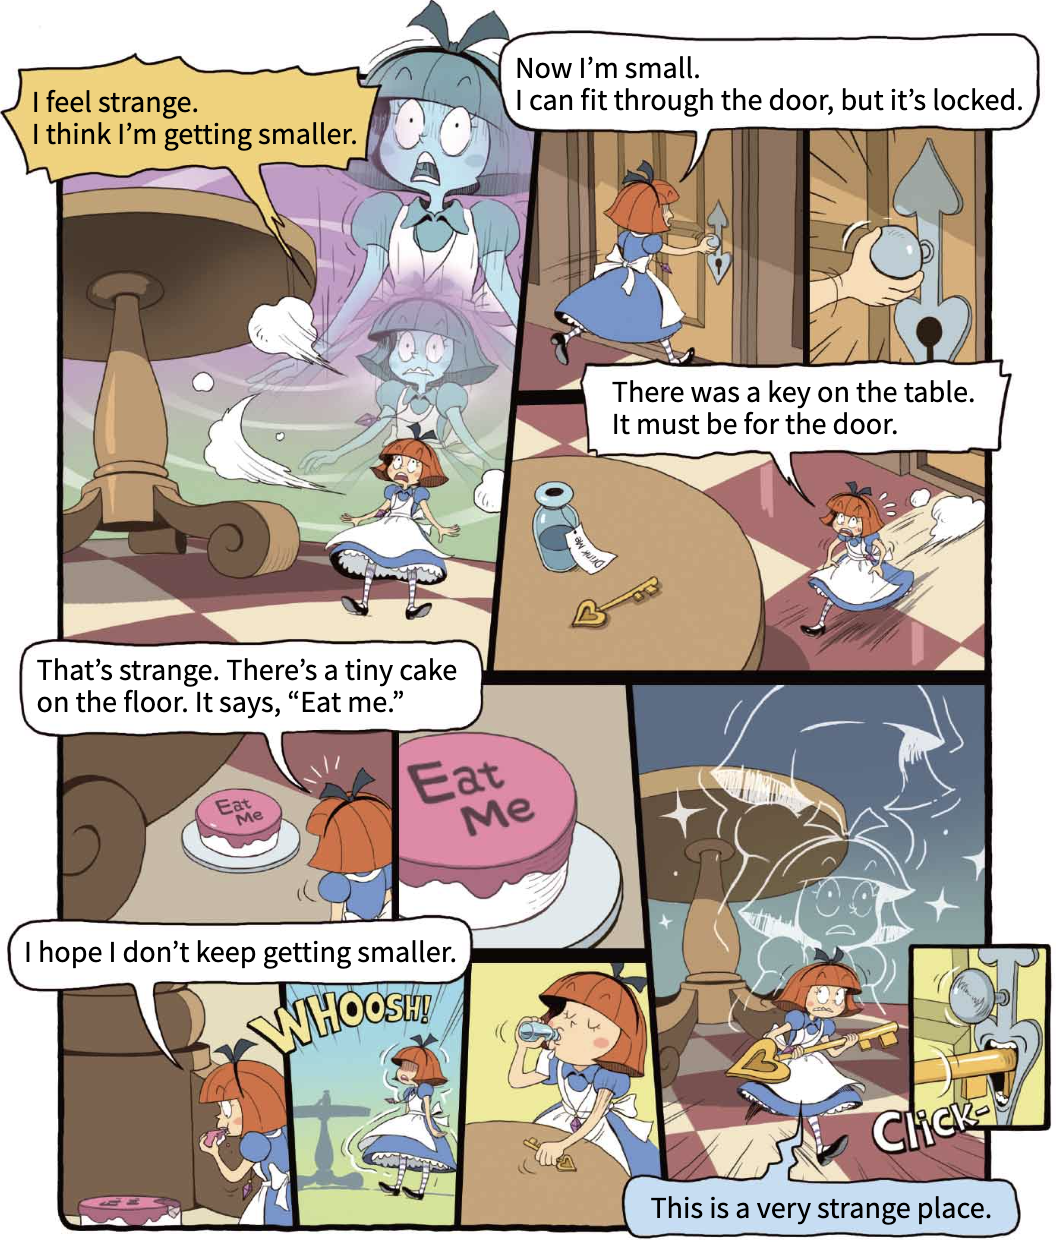 I feel strange.
I think I'm getting smaller.
Now I'm small.
I can fit through the door, but it's locked.
There was a key on the table.
It must be for the door.
Drink Me
That's strange. There's a tiny cake
on the floor. It says, “Eat me.”
Eat
Me
Eat
Me
I hope I don't keep getting smaller.
WHOOSH!
Click-
This is a very strange place.